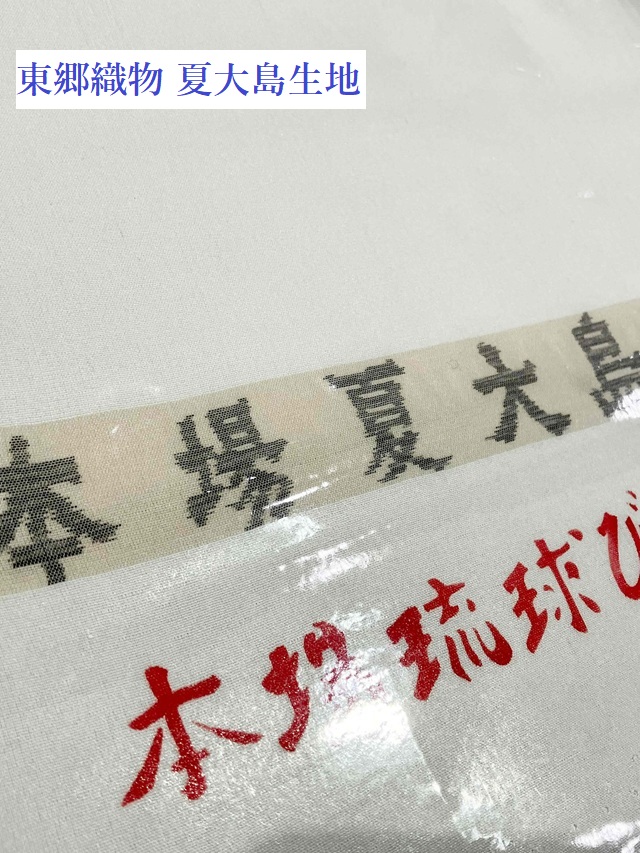 東郷織物 夏大島生地
本場夏大島
本場琉球び